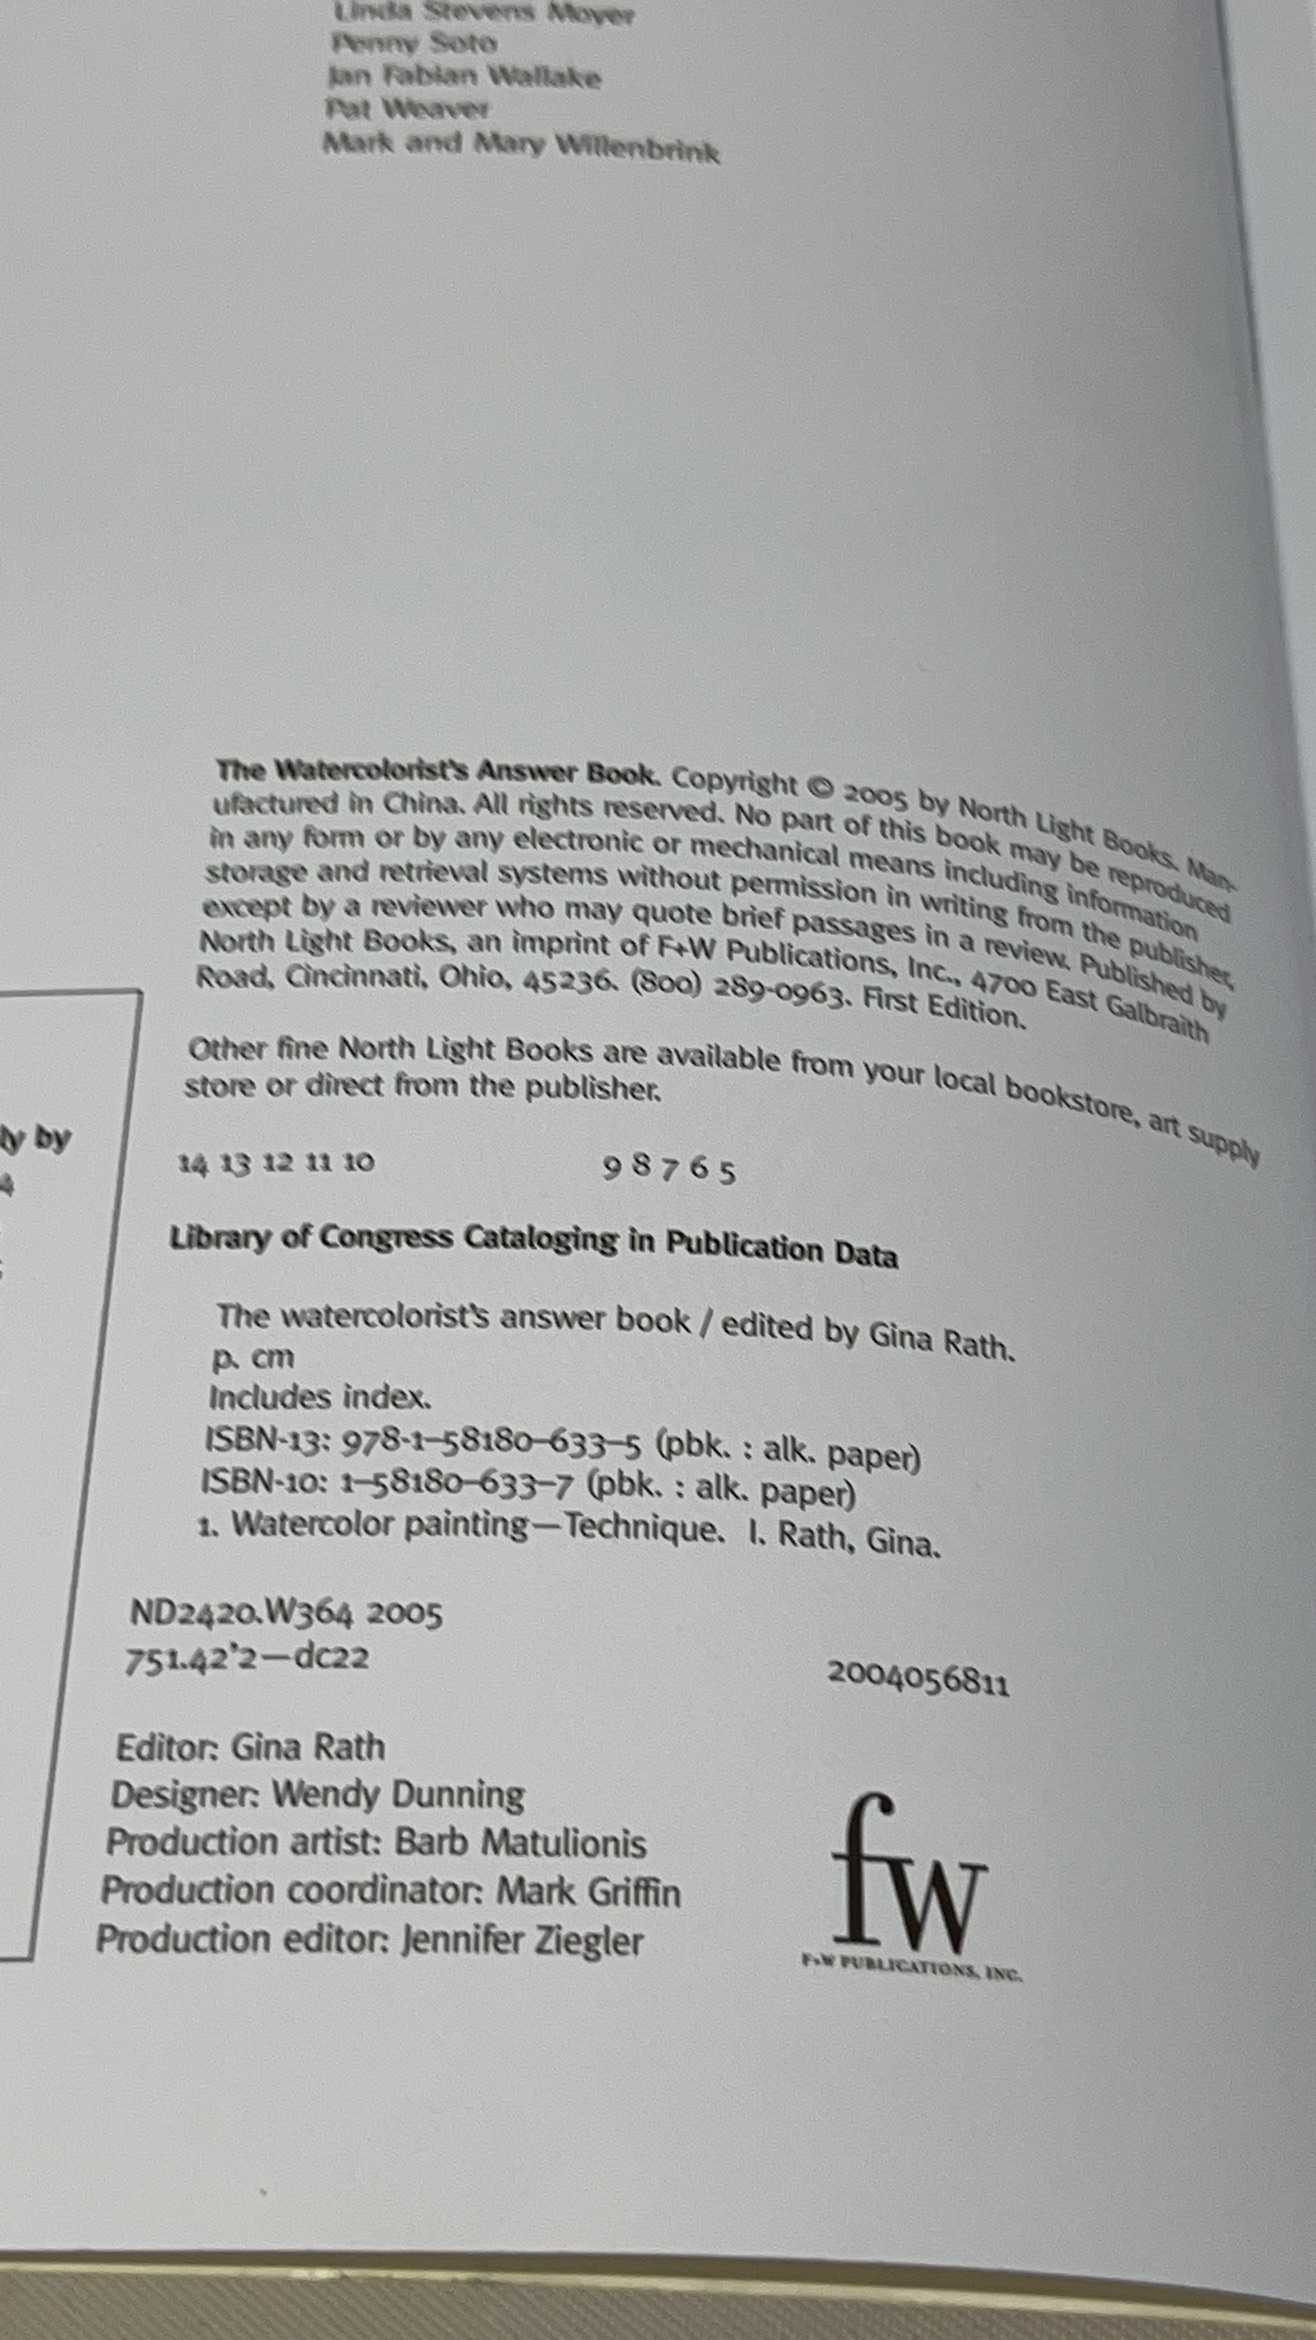 Linda Stevens Moyer
Penny Soto
Jan Fabian Wallake
Pat Weaver
Mark and Mary Willenbrink
The Watercolorist's Answer Book. Copyright © 2005 by North Light Books. Man-
ufactured in China. All rights reserved. No part of this book may be reproduced
in any form or by any electronic or mechanical means including information
storage and retrieval systems without permission in writing from the publisher,
except by a reviewer who may quote brief passages in a review. Published by
North Light Books, an imprint of F+W Publications, Inc., 4700 East Galbraith
Road, Cincinnati, Ohio, 45236. (800) 289-0963. First Edition.
Other fine North Light Books are available from your local bookstore, art supply
store or direct from the publisher.
14 13 12 11 10 9 8 7 6 5
Library of Congress Cataloging in Publication Data
The watercolorist's answer book / edited by Gina Rath.
p. cm
Includes index.
ISBN-13: 978-1–58180–633–5 (pbk. : alk. paper)
ISBN-10: 1–58180–633–7 (pbk. : alk. paper)
1. Watercolor painting—Technique. I. Rath, Gina.
ND2420.W364 2005
751.42'2—dc22
2004056811
Editor: Gina Rath
Designer: Wendy Dunning
Production artist: Barb Matulionis
Production coordinator: Mark Griffin
Production editor: Jennifer Ziegler
fw
F+W PUBLICATIONS, INC.
by
4